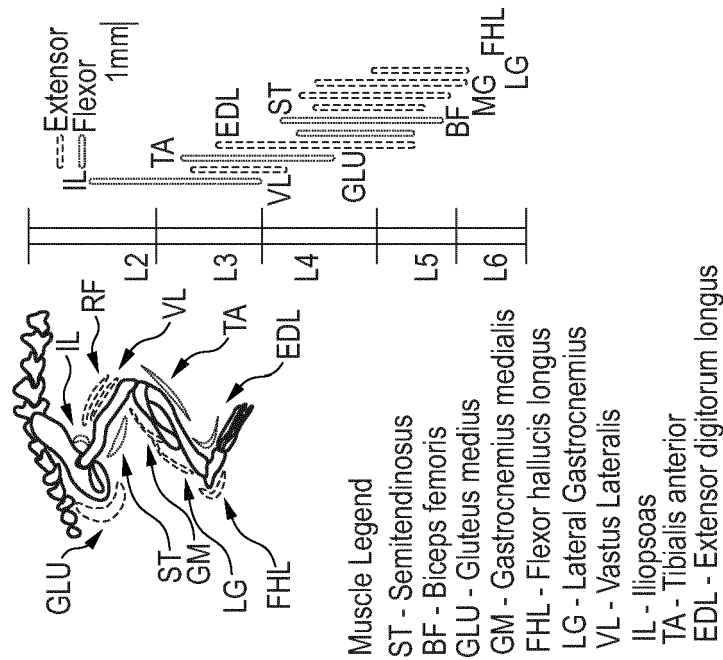 GLU
IL
RF
VL
TA
EDL
ST
GM
LG
FHL
L2
L3
L4
L5
L6
Extensor
Flexor
1mm
IL
TA
VL
EDL
GLU
ST
BF
MG
LG
FHL
Muscle Legend
ST - Semitendinosus
BF - Biceps femoris
GLU - Gluteus medius
GM - Gastrocnemius medialis
FHL - Flexor hallucis longus
LG - Lateral Gastrocnemius
VL - Vastus Lateralis
IL - Iliopsoas
TA - Tibialis anterior
EDL - Extensor digitorum longus